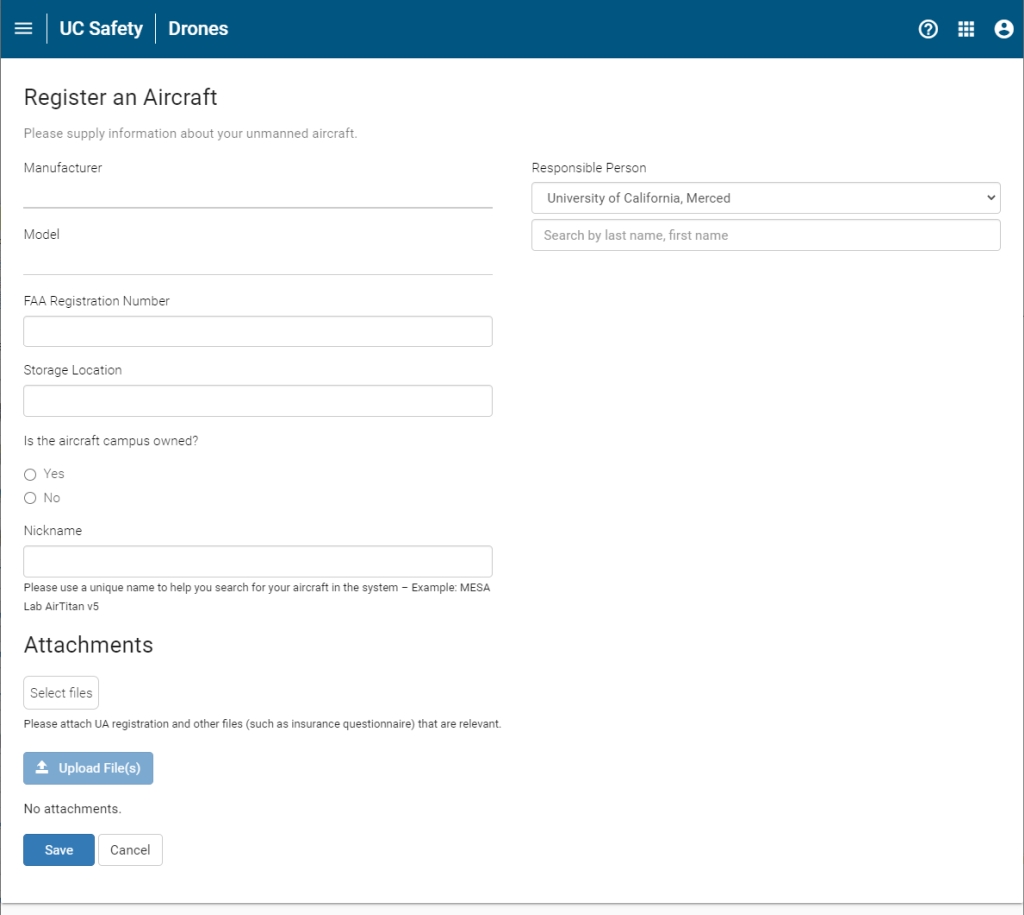 UC Safety Drones
Register an Aircraft
Please supply information about your unmanned aircraft.
Manufacturer
Model
FAA Registration Number
Storage Location
Is the aircraft campus owned?
Yes
No
Nickname
Please use a unique name to help you search for your aircraft in the system – Example: MESA
Lab AirTitan v5
Responsible Person
University of California, Merced
Search by last name, first name
Attachments
Select files
Please attach UA registration and other files (such as insurance questionnaire) that are relevant.
Upload File(s)
No attachments.
Save Cancel